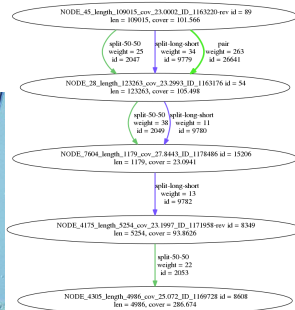 NODE_45_length_109015_cov_23.0002_ID_1163220-rev id = 89
len = 109015, cover = 101.566
split-50-50 split-long-short pair
weight = 25 weight = 34 weight = 263
id = 2047 id = 9779 id = 26641
NODE_28_length_123263_cov_23.2993_ID_1163176 id = 54
len = 123263, cover = 105.498
split-50-50 split-long-short
weight = 38 weight = 11
id = 2049 id = 9780
NODE_7604_length_1179_cov_27.8443_ID_1178486 id = 15206
len = 1179, cover = 23.0941
split-long-short
weight = 13
id = 9782
NODE_4175_length_5254_cov_23.1997_ID_1171958-rev id = 8349
len = 5254, cover = 93.8626
split-50-50
weight = 22
id = 2053
NODE_4305_length_4986_cov_25.072_ID_1169728 id = 8608
len = 4986, cover = 286.674